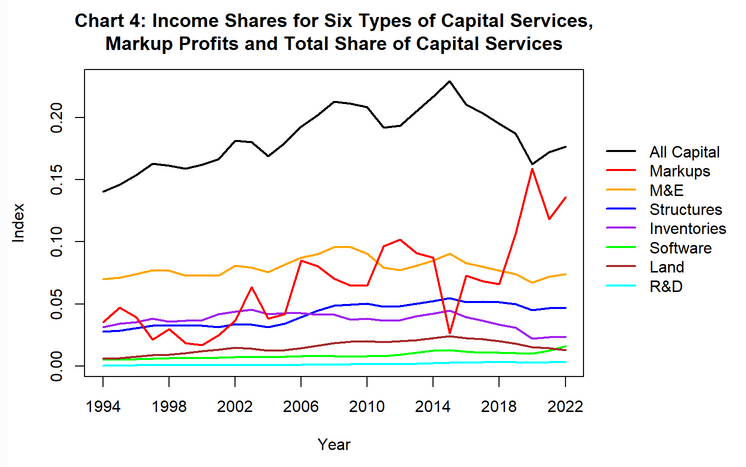 Chart 4: Income Shares for Six Types of Capital Services,
Markup Profits and Total Share of Capital Services
0.20
0.15
0.10
0.05
0.00
Index
1994
1998
2002
2006
2010
2014
2018
2022
Year
All Capital
Markups
M&E
Structures
Inventories
Software
Land
R&D